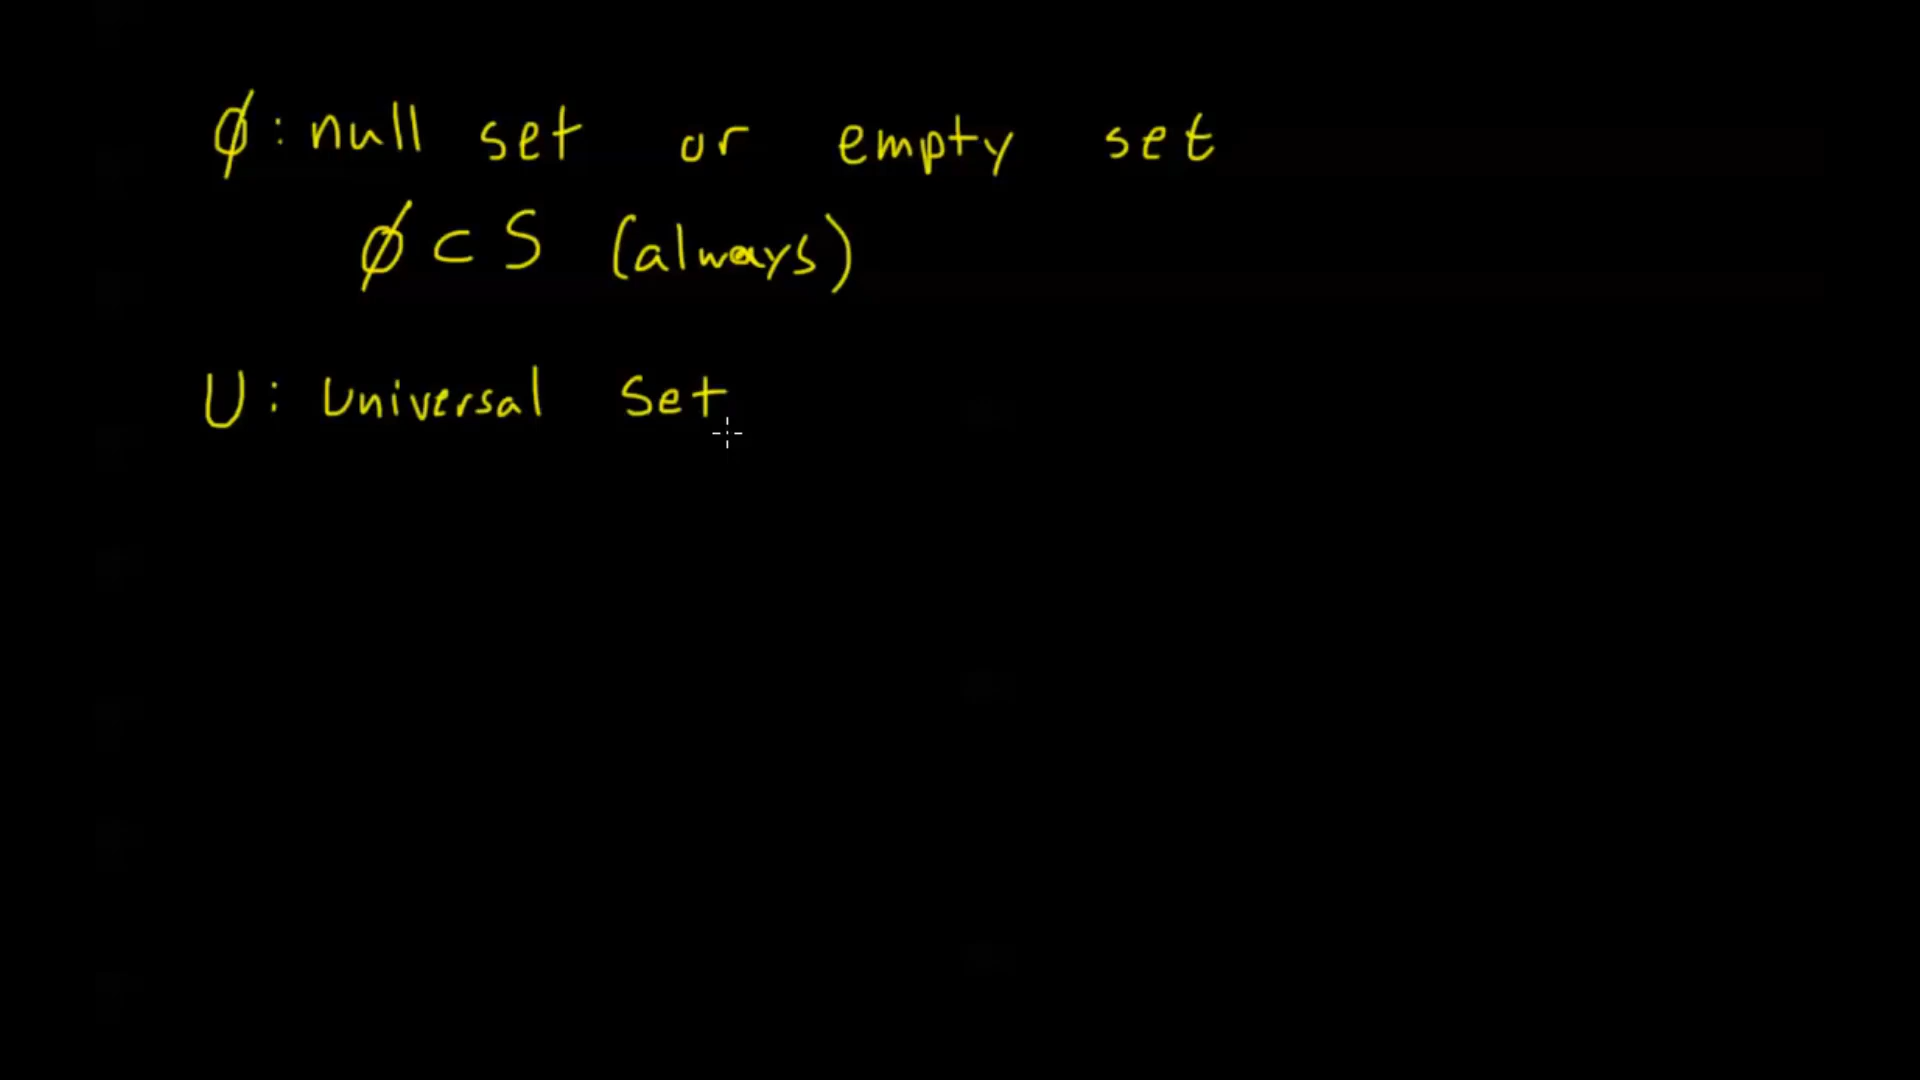 ∅: null set or empty set
∅ ⊂ S (always)
U: Universal Set